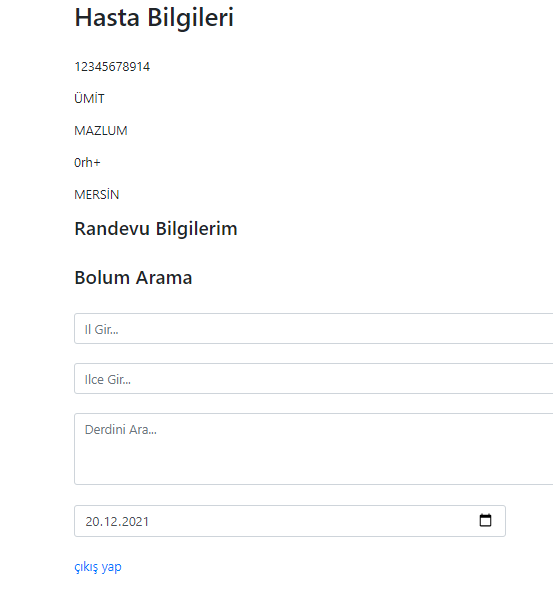 Hasta Bilgileri
12345678914
ÜMİT
MAZLUM
0rh+
MERSİN
Randevu Bilgilerim
Bolum Arama
Il Gir...
Ilce Gir...
Derdini Ara...
20.12.2021
çıkış yap